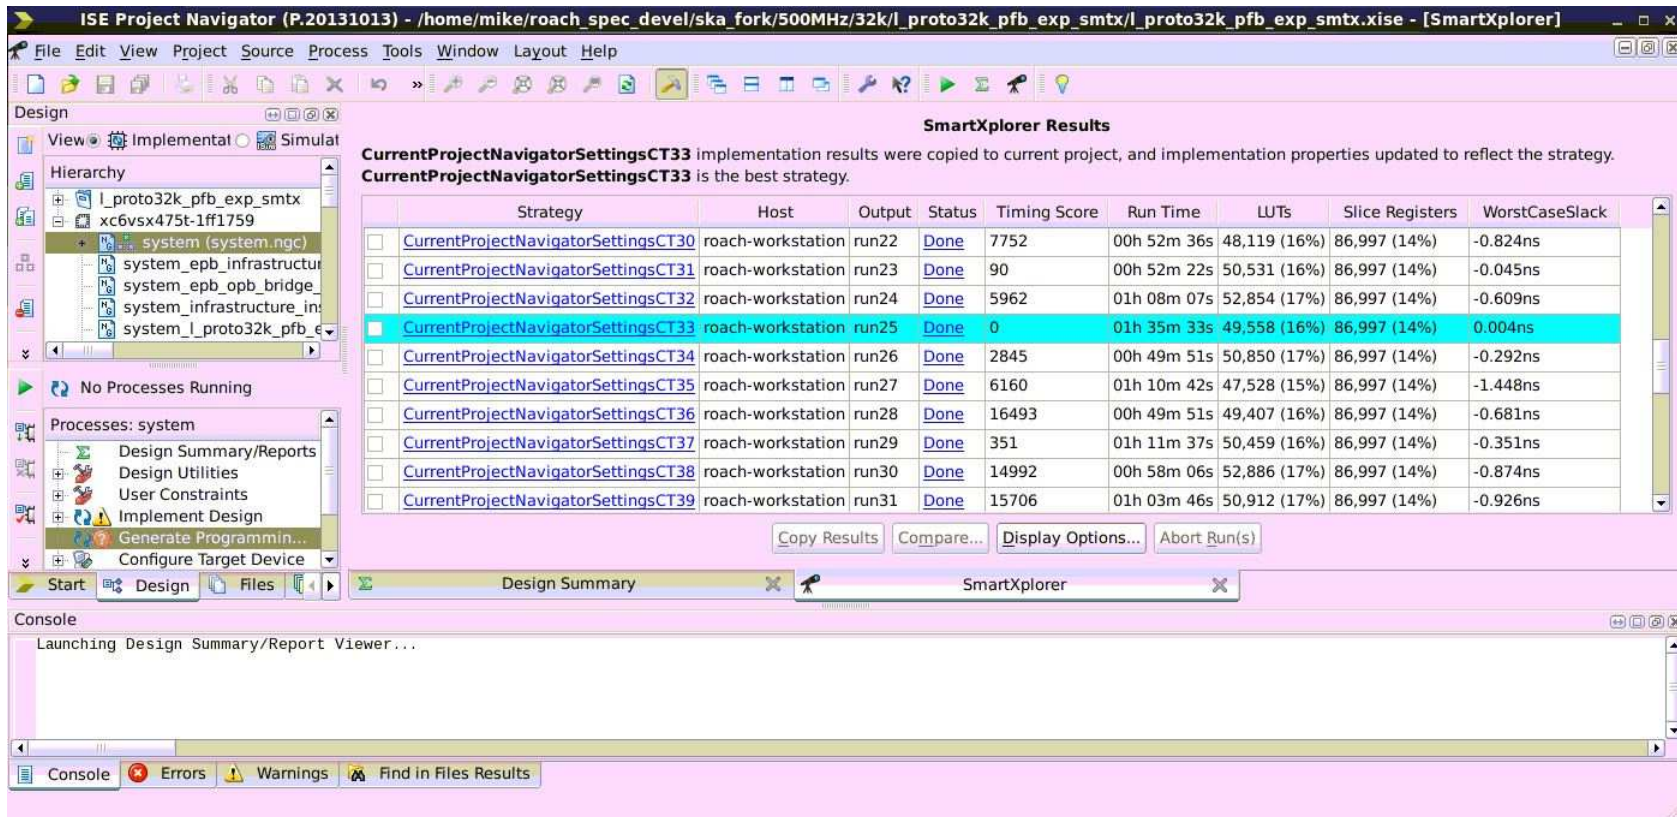 ISE Project Navigator (P.20131013) - /home/mike/roach_spec_devel/ska_fork/500MHz/32k/l_proto32k_pfb_exp_smtx/l_proto32k_pfb_exp_smtx.xise - [SmartXplorer]
File Edit View Project Source Process Tools Window Layout Help
Design
View Implementat Simulat
Hierarchy
l_proto32k_pfb_exp_smtx
xc6vsx475t-1ff1759
system (system.ngc)
system_epb_infrastructur
system_epb_opb_bridge_
system_infrastructure_in
system_l_proto32k_pfb_e
No Processes Running
Processes: system
Design Summary/Reports
Design Utilities
User Constraints
Implement Design
Generate Programmin...
Configure Target Device
Start Design Files
SmartXplorer Results
CurrentProjectNavigatorSettingsCT33 implementation results were copied to current project, and implementation properties updated to reflect the strategy.
CurrentProjectNavigatorSettingsCT33 is the best strategy.
Strategy Host Output Status Timing Score Run Time LUTs Slice Registers WorstCaseSlack
CurrentProjectNavigatorSettingsCT30 roach-workstation run22 Done 7752 00h 52m 36s 48,119 (16%) 86,997 (14%) -0.824ns
CurrentProjectNavigatorSettingsCT31 roach-workstation run23 Done 90 00h 52m 22s 50,531 (16%) 86,997 (14%) -0.045ns
CurrentProjectNavigatorSettingsCT32 roach-workstation run24 Done 5962 01h 08m 07s 52,854 (17%) 86,997 (14%) -0.609ns
CurrentProjectNavigatorSettingsCT33 roach-workstation run25 Done 0 01h 35m 33s 49,558 (16%) 86,997 (14%) 0.004ns
CurrentProjectNavigatorSettingsCT34 roach-workstation run26 Done 2845 00h 49m 51s 50,850 (17%) 86,997 (14%) -0.292ns
CurrentProjectNavigatorSettingsCT35 roach-workstation run27 Done 6160 01h 10m 42s 47,528 (15%) 86,997 (14%) -1.448ns
CurrentProjectNavigatorSettingsCT36 roach-workstation run28 Done 16493 00h 49m 51s 49,407 (16%) 86,997 (14%) -0.681ns
CurrentProjectNavigatorSettingsCT37 roach-workstation run29 Done 351 01h 11m 37s 50,459 (16%) 86,997 (14%) -0.351ns
CurrentProjectNavigatorSettingsCT38 roach-workstation run30 Done 14992 00h 58m 06s 52,886 (17%) 86,997 (14%) -0.874ns
CurrentProjectNavigatorSettingsCT39 roach-workstation run31 Done 15706 01h 03m 46s 50,912 (17%) 86,997 (14%) -0.926ns
Copy Results Compare... Display Options... Abort Run(s)
Design Summary SmartXplorer
Console
Launching Design Summary/Report Viewer...
Console Errors Warnings Find in Files Results